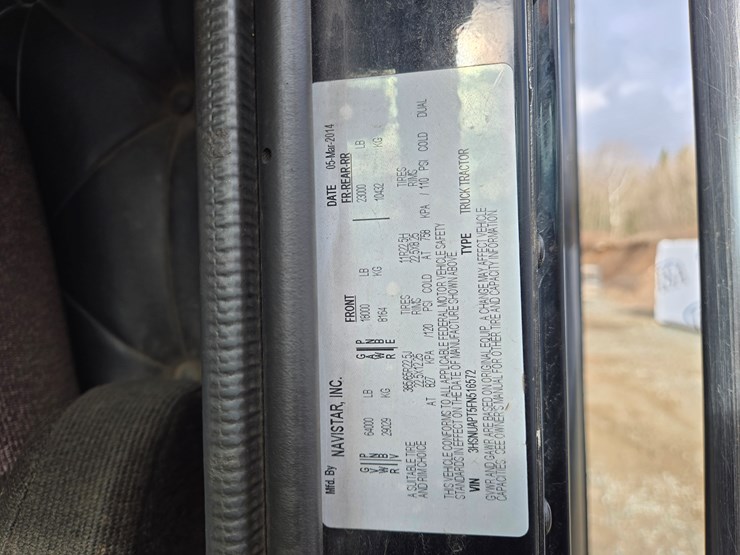 Mfd. By NAVISTAR, INC. DATE 05-Mar-2014
FRONT FR-REAR-RR
64000 LB 18000 LB 23000 LB
29029 KG 8164 KG 10432 KG
A SUITABLE TIRE 385/65R22.5J TIRES 11R22.5H TIRES
AND RIM CHOICE 22.5X12.25 RIMS 22.5X8.25 RIMS
AT 827 KPA /120 PSI COLD AT 758 KPA / 110 PSI COLD DUAL
THIS VEHICLE CONFORMS TO ALL APPLICABLE FEDERAL MOTOR VEHICLE SAFETY
STANDARDS IN EFFECT ON THE DATE OF MANUFACTURE SHOWN ABOVE
VIN 3HSNUAPT5FN516572 TYPE TRUCK TRACTOR
GVWR AND GAWR ARE BASED ON ORIGINAL EQUIP. A CHANGE MAY AFFECT VEHICLE
CAPACITIES. SEE OWNERS MANUAL FOR OTHER TIRE AND CAPACITY INFORMATION